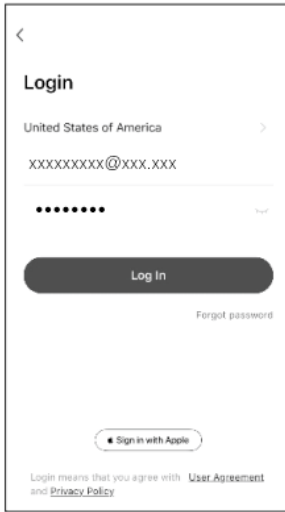 Login
United States of America
xxxxxxxxx@xxx.xxx
••••••••
Log In
Forgot password
Sign in with Apple
Login means that you agree with User Agreement
and Privacy Policy